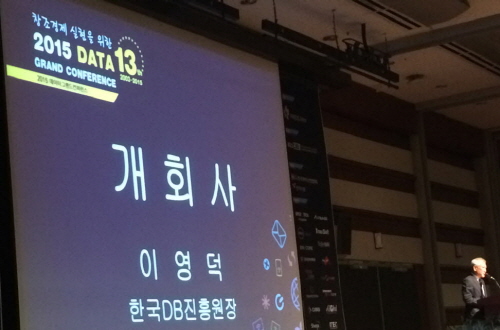 창조경제 실현을 위한
2015 DATA 13th
GRAND CONFERENCE 2003-2015
2015 데이터 그랜드 컨퍼런스
개회사
이영덕
한국DB진흥원장